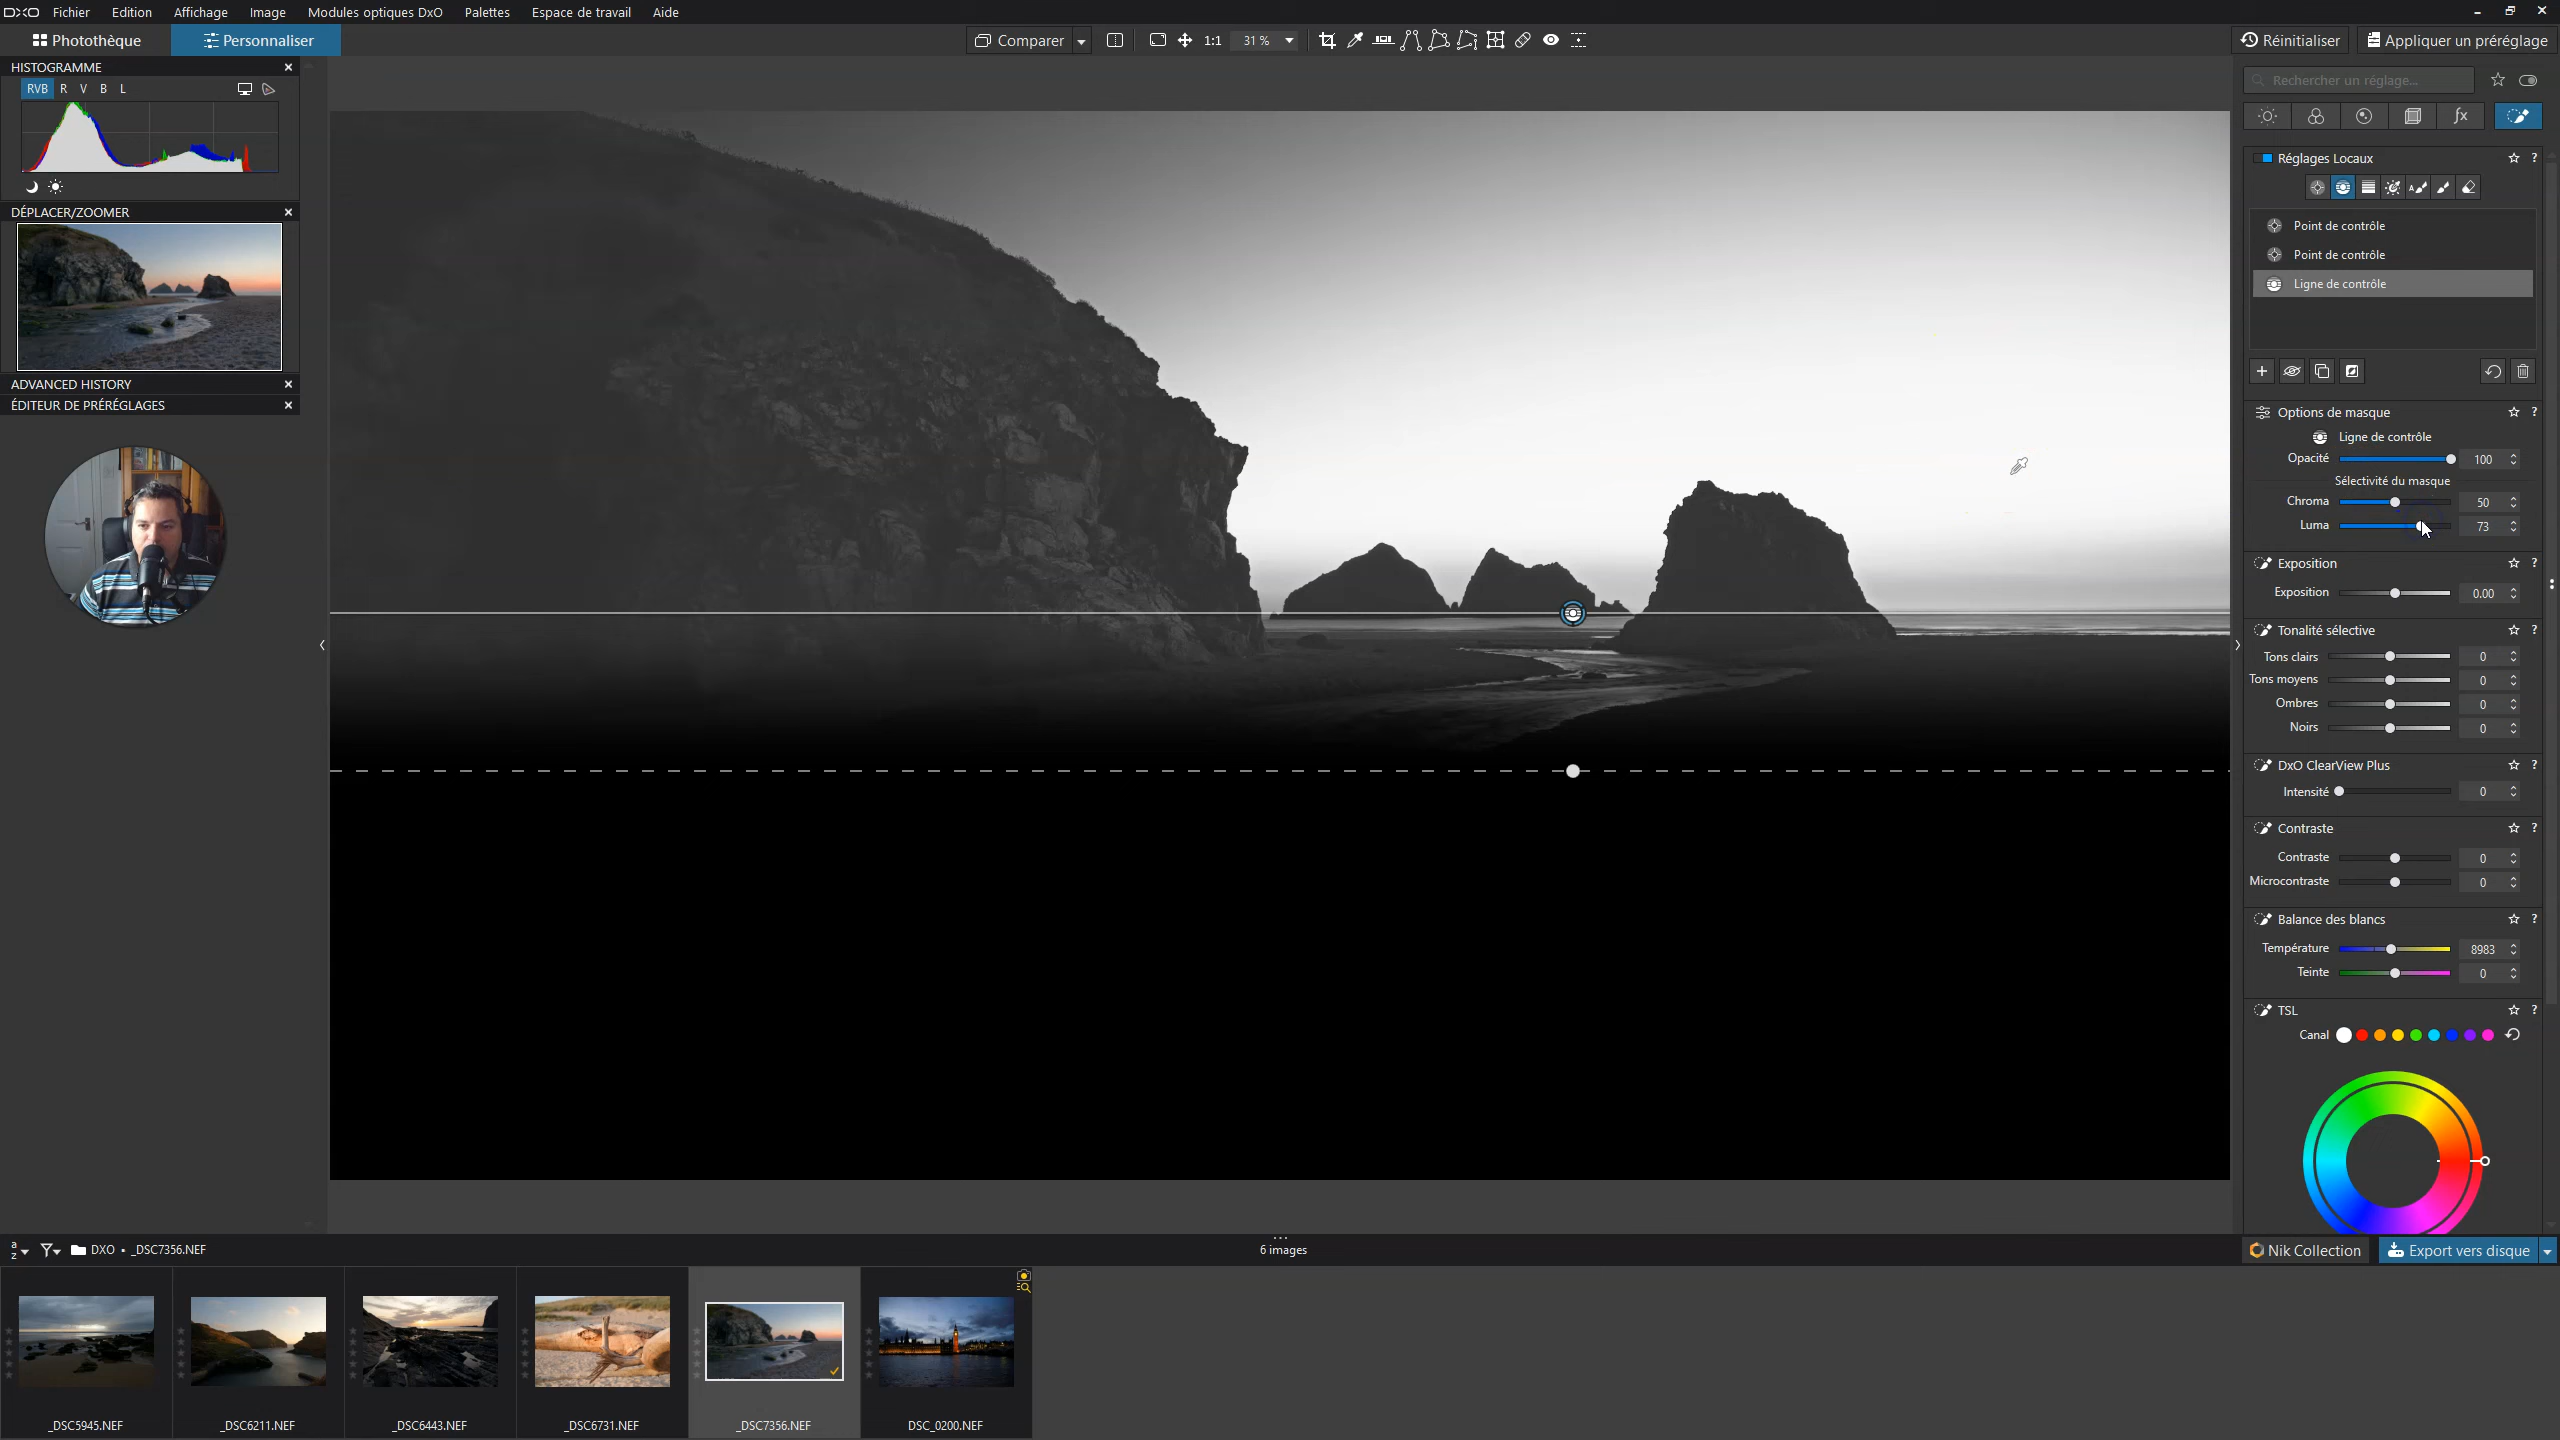 DXO Fichier Edition Affichage Image Modules optiques DxO Palettes Espace de travail Aide
Photothèque Personnaliser Comparer 1:1 31 % Réinitialiser Appliquer un préréglage
HISTOGRAMME
RVB R V B L
DÉPLACER/ZOOMER
ADVANCED HISTORY
ÉDITEUR DE PRÉRÉGLAGES
Rechercher un réglage...
fx
Réglages Locaux ?
Point de contrôle
Point de contrôle
Ligne de contrôle
Options de masque ?
Ligne de contrôle
Opacité 100
Sélectivité du masque
Chroma 50
Luma 73
Exposition ?
Exposition 0.00
Tonalité sélective ?
Tons clairs 0
Tons moyens 0
Ombres 0
Noirs 0
DxO ClearView Plus ?
Intensité 0
Contraste ?
Contraste 0
Microcontraste 0
Balance des blancs ?
Température 8983
Teinte 0
TSL ?
Canal
DXO • _DSC7356.NEF 6 images Nik Collection Export vers disque
_DSC5945.NEF _DSC6211.NEF _DSC6443.NEF _DSC6731.NEF _DSC7356.NEF DSC_0200.NEF